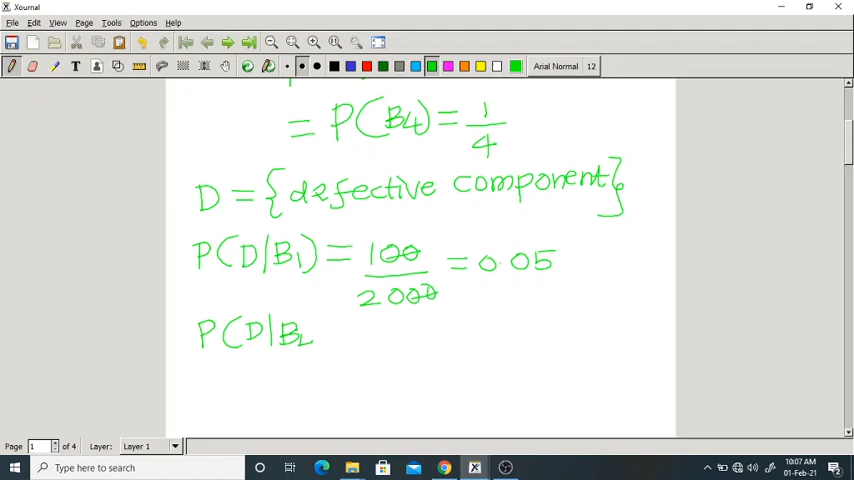 Xournal
File Edit View Page Tools Options Help
T Arial Normal 12
= P(B4) = 1/4
D = {defective component}
P(D|B1) = 100/2000 = 0.05
P(D|B2
Page 1 of 4 Layer: Layer 1
Type here to search
10:07 AM
01-Feb-21
2